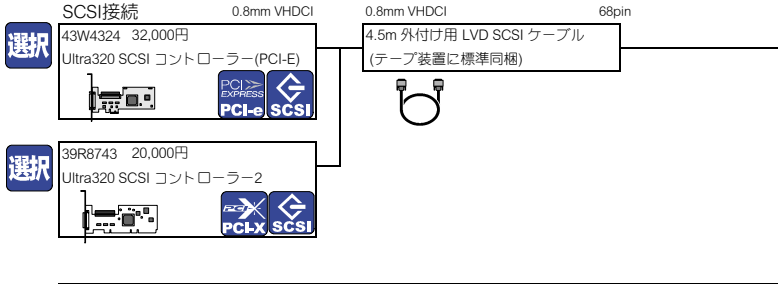 SCSI接続 0.8mm VHDCI 0.8mm VHDCI 68pin
選択
43W4324 32,000円
Ultra320 SCSI コントローラー(PCI-E)
PCI EXPRESS
PCI-e SCSI
4.5m 外付け用 LVD SCSI ケーブル
(テープ装置に標準同梱)
選択
39R8743 20,000円
Ultra320 SCSI コントローラー2
PCI
PCI-X SCSI